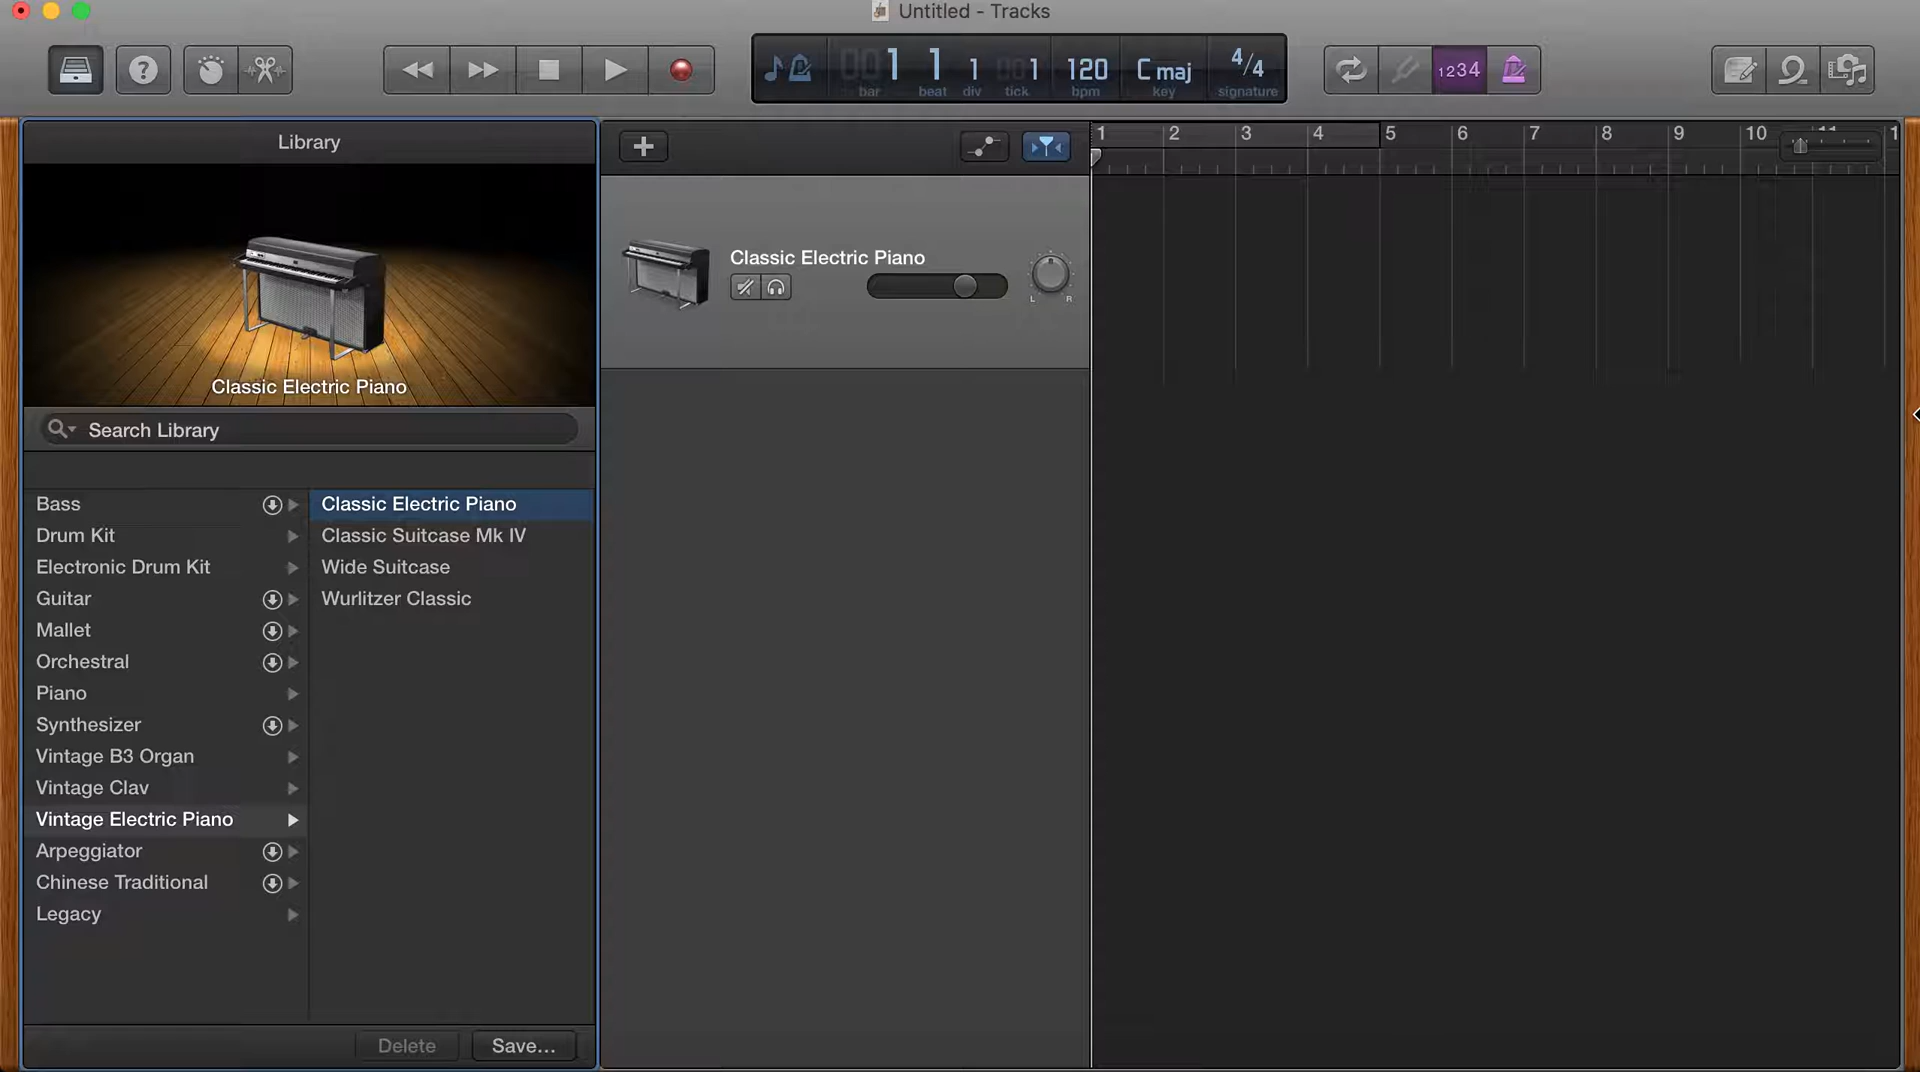 Untitled - Tracks
1 1 1 1 120 C maj 4/4
bar beat div tick bpm key signature
1234
Library
1 2 3 4 5 6 7 8 9 10 11 1
Classic Electric Piano
L R
Classic Electric Piano
Search Library
Bass
Drum Kit
Electronic Drum Kit
Guitar
Mallet
Orchestral
Piano
Synthesizer
Vintage B3 Organ
Vintage Clav
Vintage Electric Piano
Arpeggiator
Chinese Traditional
Legacy
Classic Electric Piano
Classic Suitcase Mk IV
Wide Suitcase
Wurlitzer Classic
Delete
Save...